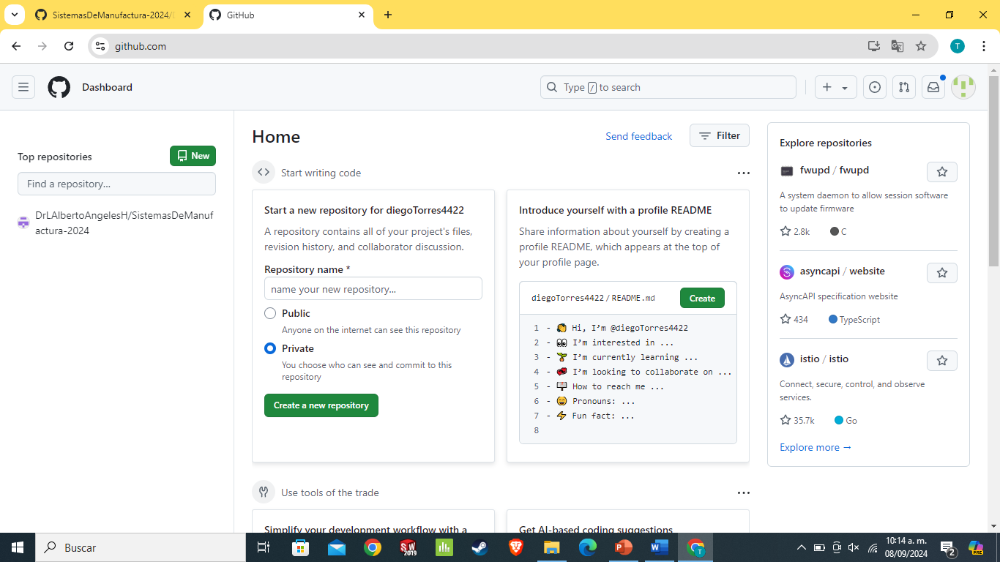 SistemasDeManufactura-2024/
GitHub
github.com
Dashboard
Type / to search
Top repositories
New
Find a repository...
DrLAlbertoAngelesH/SistemasDeManuf
actura-2024
Home
Send feedback
Filter
Start writing code
Start a new repository for diegoTorres4422
A repository contains all of your project's files,
revision history, and collaborator discussion.
Repository name *
name your new repository...
Public
Anyone on the internet can see this repository
Private
You choose who can see and commit to this
repository
Create a new repository
Introduce yourself with a profile README
Share information about yourself by creating a
profile README, which appears at the top of
your profile page.
diegoTorres4422 / README.md
Create
1 - 👋 Hi, I'm @diegoTorres4422
2 - 👀 I'm interested in ...
3 - 🌱 I'm currently learning ...
4 - 💞️ I'm looking to collaborate on ...
5 - 📫 How to reach me ...
6 - 😄 Pronouns: ...
7 - ⚡ Fun fact: ...
8
Explore repositories
fwupd / fwupd
A system daemon to allow session software
to update firmware
2.8k
C
asyncapi / website
AsyncAPI specification website
434
TypeScript
istio / istio
Connect, secure, control, and observe
services.
35.7k
Go
Explore more →
Use tools of the trade
Simplify your development workflow with a
Get AI-based coding suggestions
Buscar
SW
2019
T
10:14 a. m.
08/09/2024
2
PRE